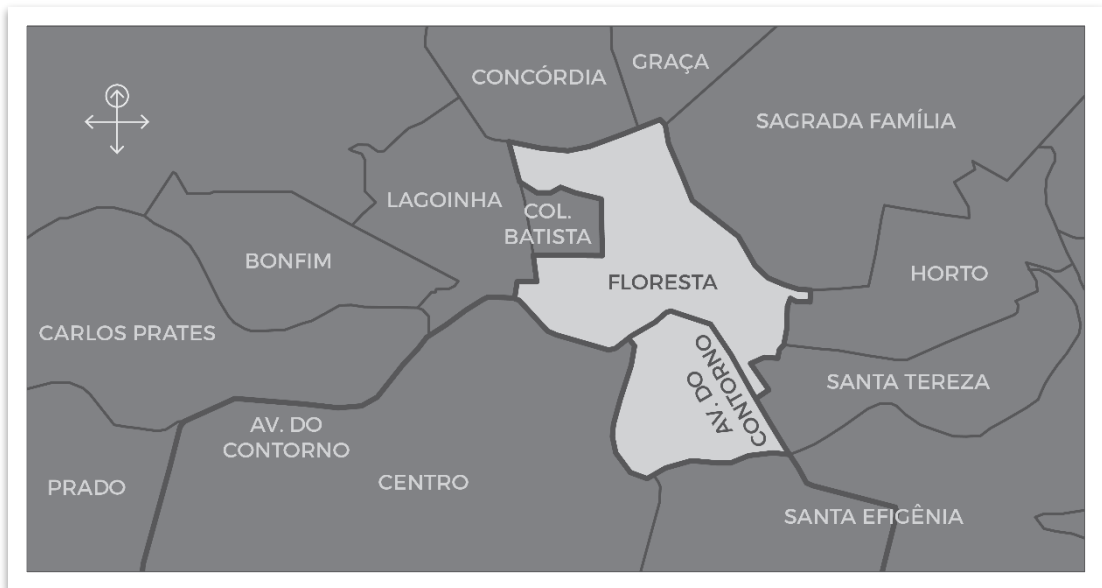 CONCÓRDIA
GRAÇA
SAGRADA FAMÍLIA
LAGOINHA
COL.
BATISTA
BONFIM
FLORESTA
HORTO
CARLOS PRATES
AV. DO
CONTORNO
SANTA TEREZA
AV. DO
CONTORNO
PRADO
CENTRO
SANTA EFIGÊNIA